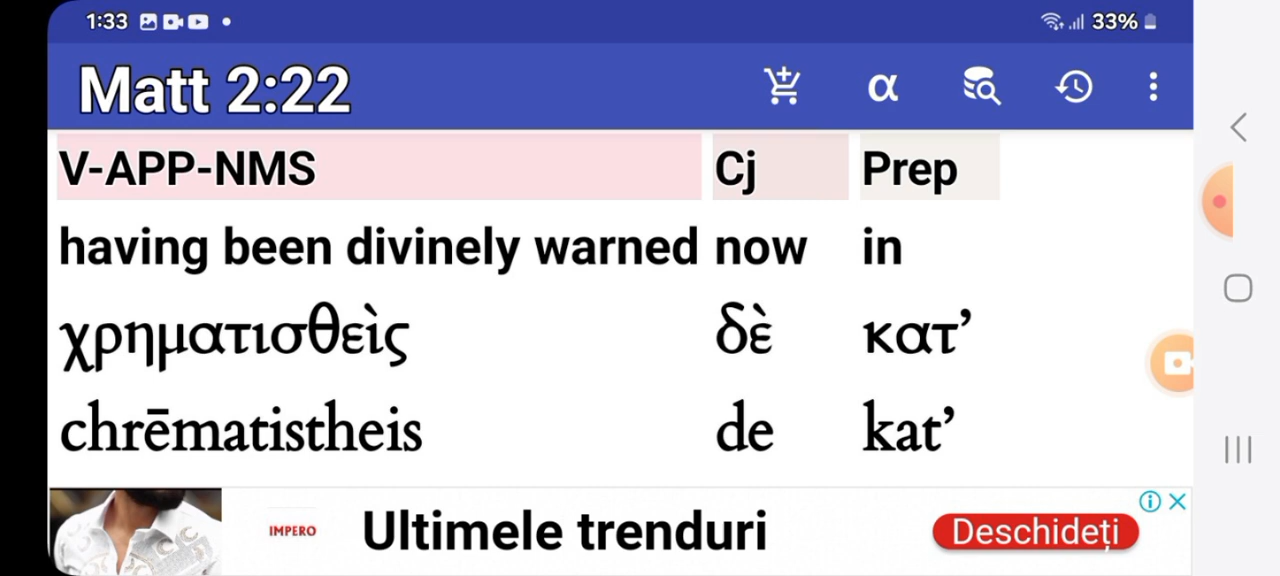 1:33 33%
Matt 2:22 α
V-APP-NMS Cj Prep
having been divinely warned now in
χρηματισθεὶς δὲ κατ’
chrēmatistheis de kat’
IMPERO Ultimele trenduri Deschideți